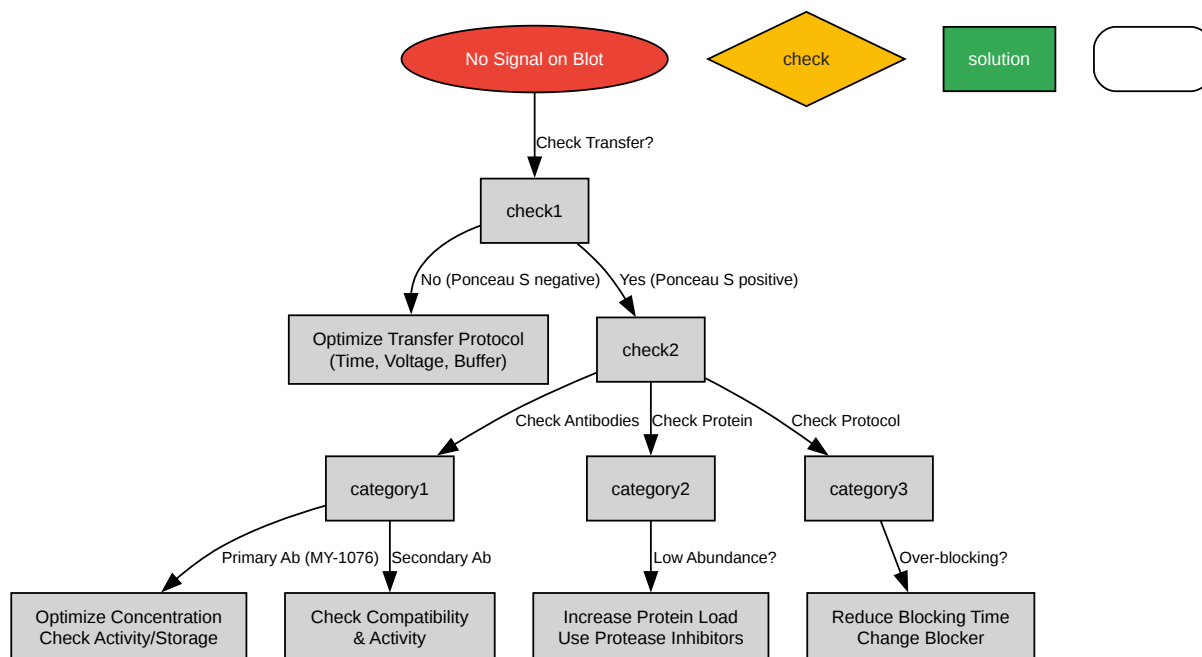 No Signal on Blot
check
solution
Check Transfer?
check1
No (Ponceau S negative)
Yes (Ponceau S positive)
Optimize Transfer Protocol
(Time, Voltage, Buffer)
check2
Check Antibodies
Check Protein
Check Protocol
category1
category2
category3
Primary Ab (MY-1076)
Secondary Ab
Low Abundance?
Over-blocking?
Optimize Concentration
Check Activity/Storage
Check Compatibility
& Activity
Increase Protein Load
Use Protease Inhibitors
Reduce Blocking Time
Change Blocker